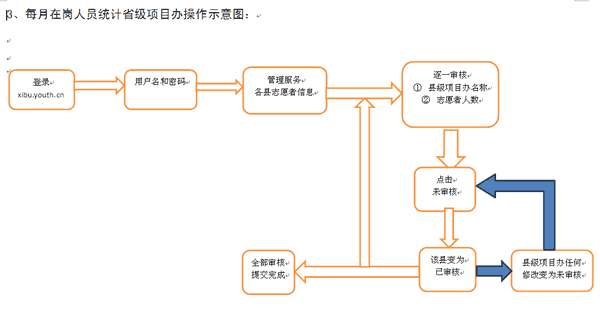 3、每月在岗人员统计省级项目办操作示意图：
登录
xibu.youth.cn
用户名和密码
管理服务
各县志愿者信息
逐一审核
① 县级项目办名称
② 志愿者人数
点击
未审核
该县变为
已审核
县级项目办任何
修改变为未审核
全部审核
提交完成